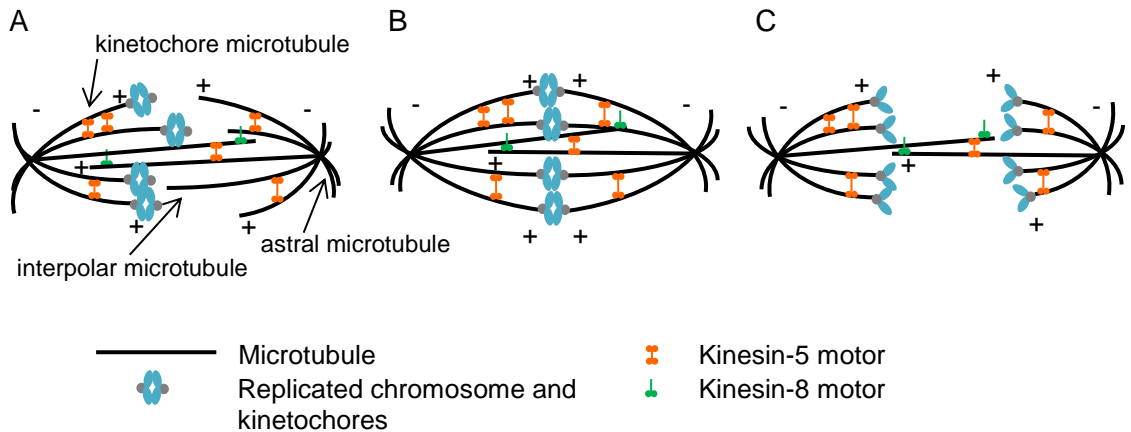 A
kinetochore microtubule
+
+
-
-
+
+
+
interpolar microtubule
astral microtubule
B
+ +
-
-
+
+ +
C
+
+
-
-
+
+
Microtubule
Replicated chromosome and
kinetochores
Kinesin-5 motor
Kinesin-8 motor